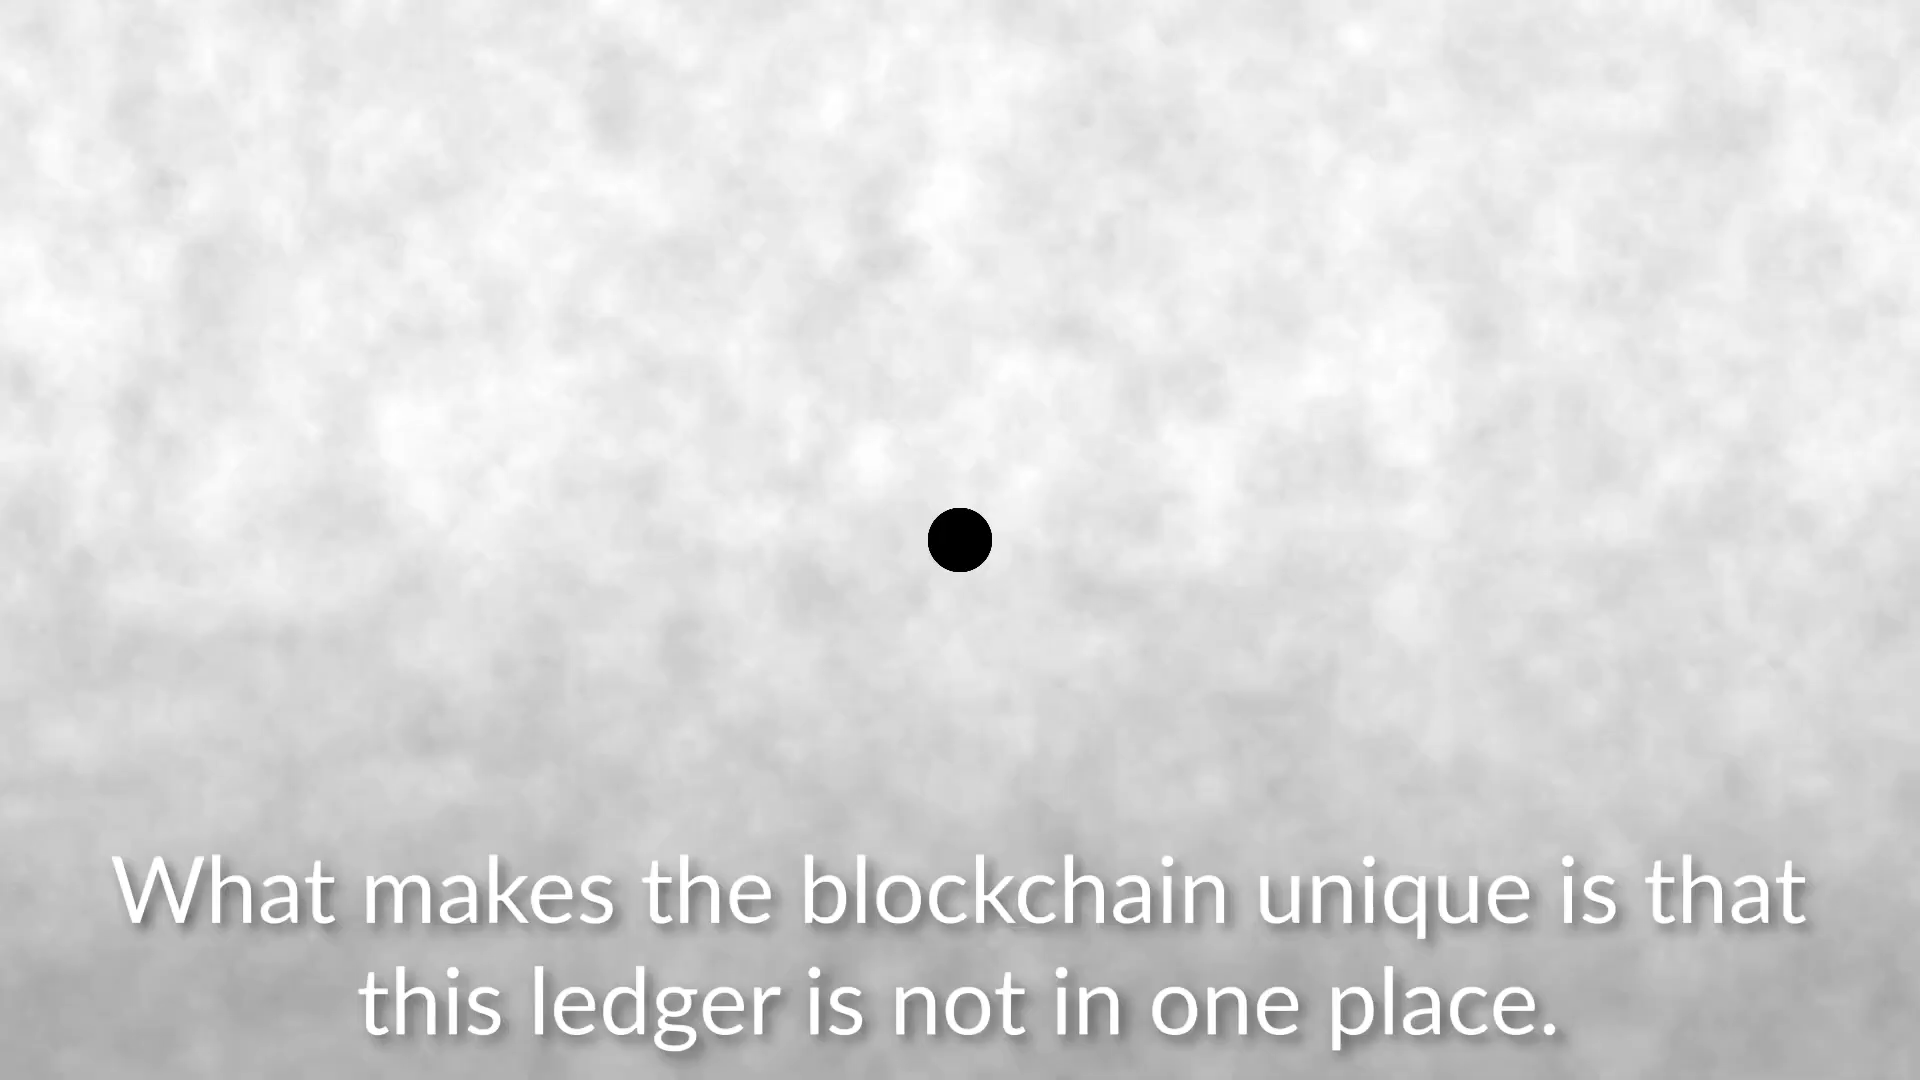 What makes the blockchain unique is that
this ledger is not in one place.